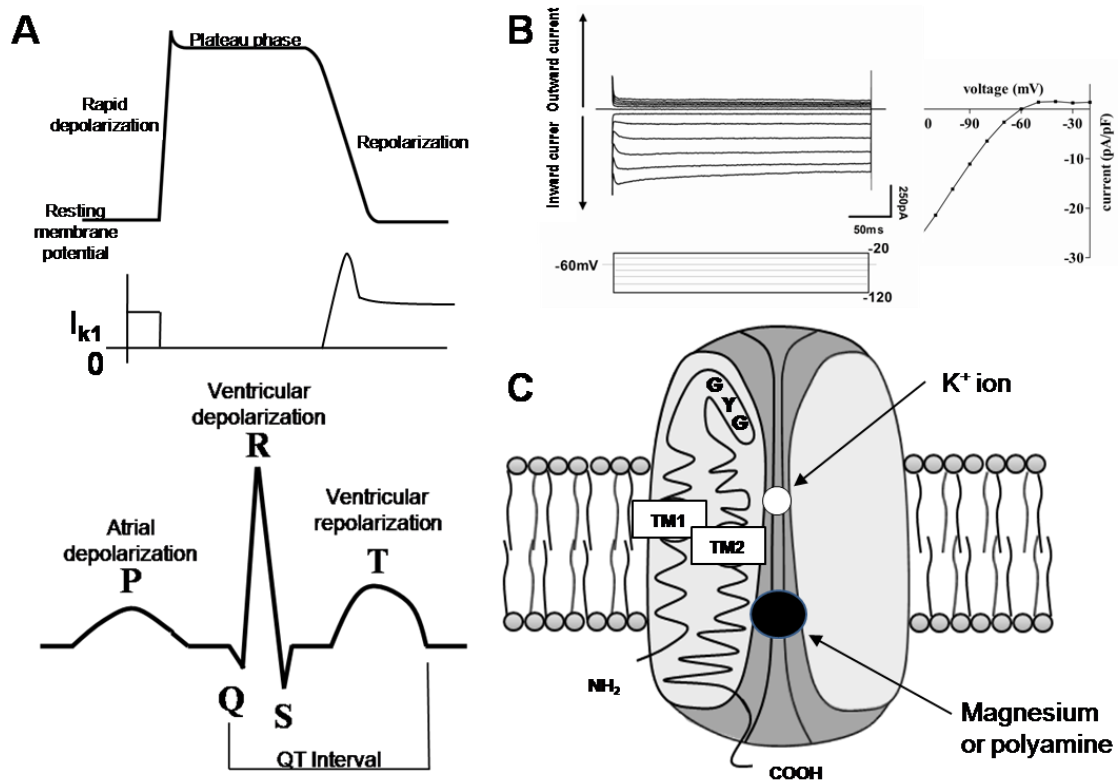 A
Plateau phase
Rapid
depolarization
Repolarization
Resting
membrane
potential
Ik1
0
Ventricular
depolarization
R
Ventricular
repolarization
Atrial
depolarization
T
P
Q
S
QT Interval
B
Outward current
Inward currer
250pA
50ms
-60mV
-20
-120
voltage (mV)
0
-90
-60
-30
-10
-20
-30
current (pA/pF)
C
G
Y
G
K+ ion
TM1
TM2
NH2
Magnesium
or polyamine
COOH